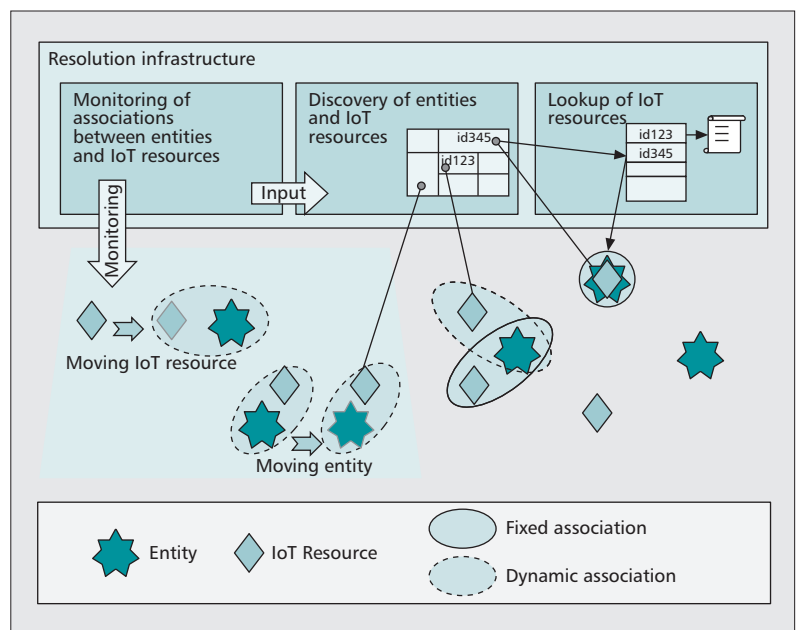 Resolution infrastructure
Monitoring of
associations
between entities
and IoT resources
Discovery of entities
and IoT
resources
id345
id123
Lookup of IoT
resources
id123
id345
Input
Monitoring
Moving IoT resource
Moving entity
Entity
IoT Resource
Fixed association
Dynamic association